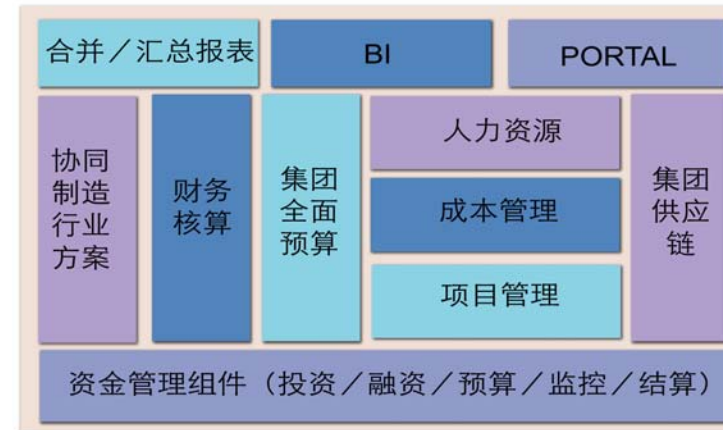 合并／汇总报表
BI
PORTAL
协同
制造
行业
方案
财务
核算
集团
全面
预算
人力资源
成本管理
项目管理
集团
供应
链
资金管理组件（投资／融资／预算／监控／结算）